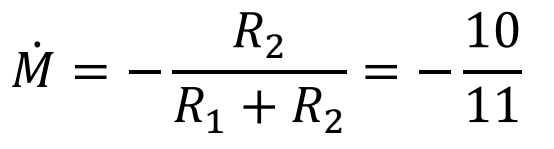 Ṁ = −R₂/(R₁ + R₂) = −10/11